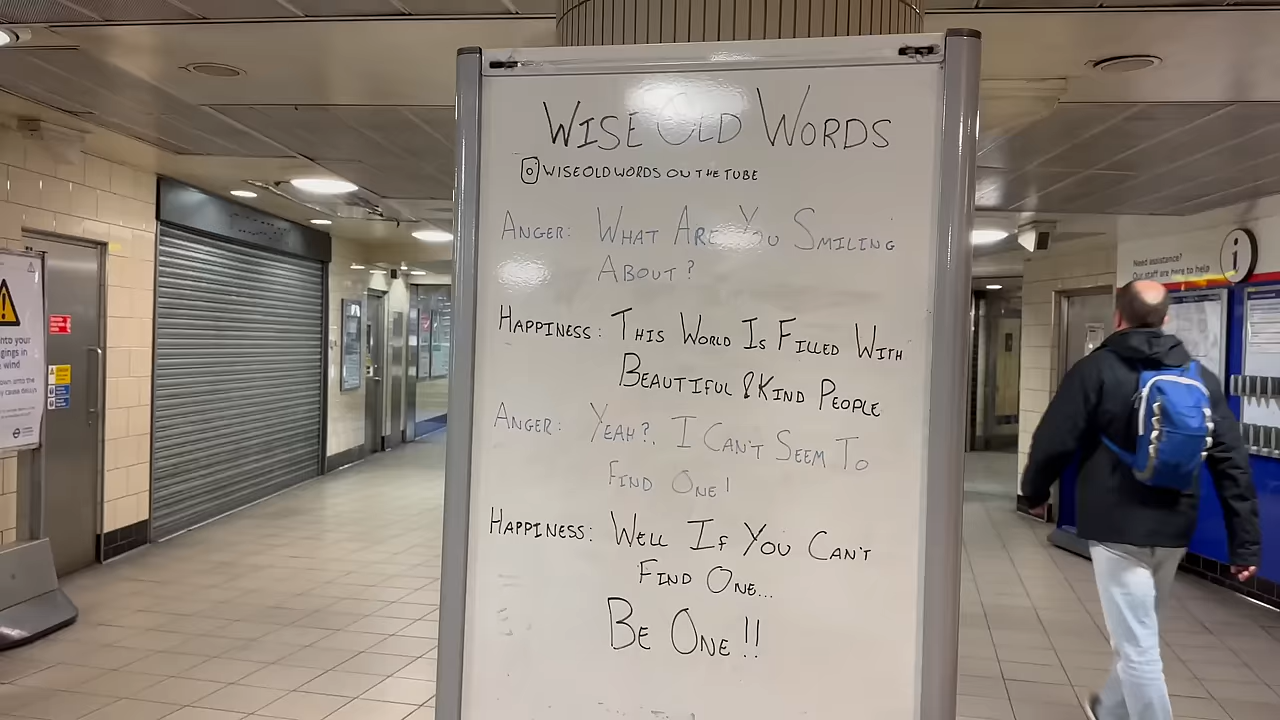 WISE OLD WORDS
WISEOLDWORDS ON THE TUBE
ANGER: WHAT ARE YOU SMILING
ABOUT?
HAPPINESS: THIS WORLD IS FILLED WITH
BEAUTIFUL & KIND PEOPLE
ANGER: YEAH?, I CAN'T SEEM TO
FIND ONE!
HAPPINESS: WELL IF YOU CAN'T
FIND ONE...
BE ONE!!
Need assistance?
Our staff are here to help
i